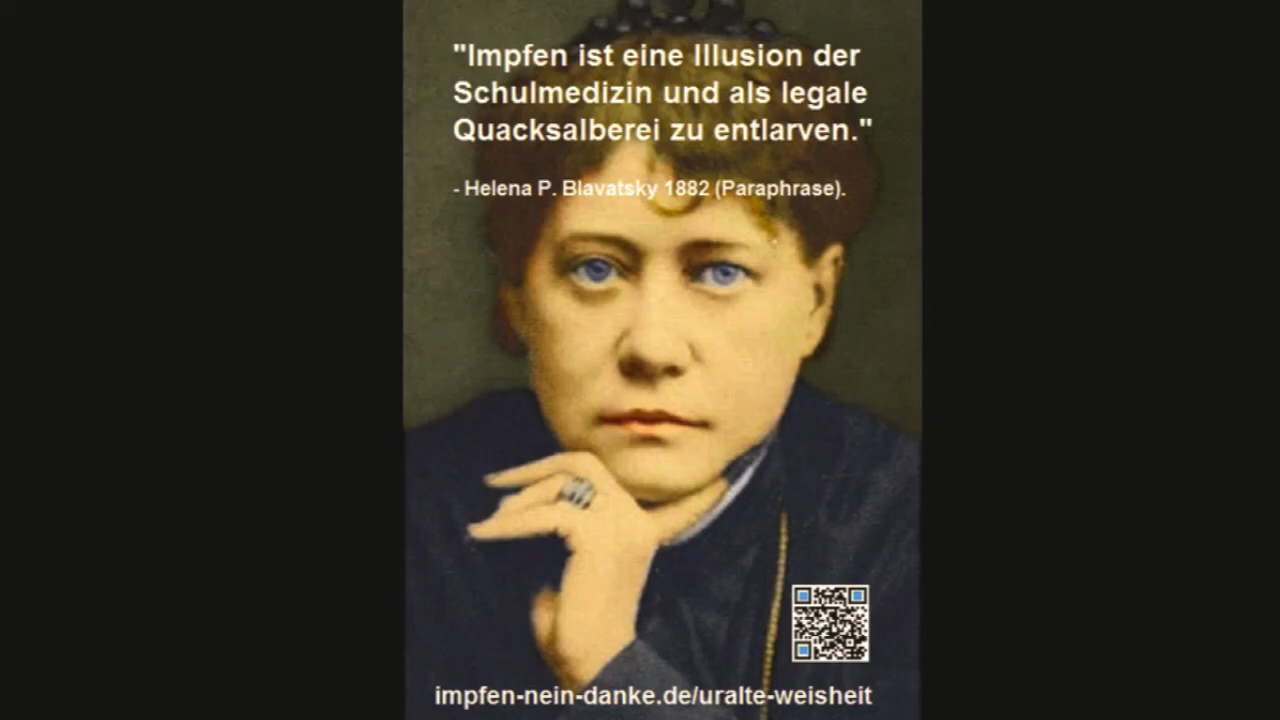 "Impfen ist eine Illusion der
Schulmedizin und als legale
Quacksalberei zu entlarven."
- Helena P. Blavatsky 1882 (Paraphrase).
impfen-nein-danke.de/uralte-weisheit